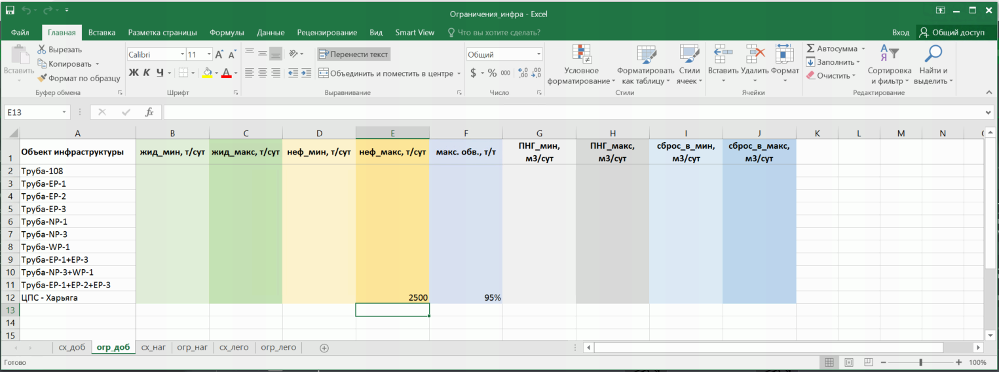 Ограничения_инфра - Excel
Файл Главная Вставка Разметка страницы Формулы Данные Рецензирование Вид Smart View Что вы хотите сделать? Вход Общий доступ
Вставить
Вырезать
Копировать
Формат по образцу
Буфер обмена
Calibri 11
Ж К Ч
Шрифт
Перенести текст
Объединить и поместить в центре
Выравнивание
Общий
$ % 000 ,0 ,00 ,00 ,0
Число
Условное форматирование
Форматировать как таблицу
Стили ячеек
Стили
Вставить Удалить Формат
Ячейки
Автосумма
Заполнить
Очистить
Сортировка и фильтр
Найти и выделить
Редактирование
E13 fx
A B C D E F G H I J K L M N
1 Объект инфраструктуры жид_мин, т/сут жид_макс, т/сут неф_мин, т/сут неф_макс, т/сут макс. обв., т/т ПНГ_мин, м3/сут ПНГ_макс, м3/сут сброс_в_мин, м3/сут сброс_в_макс, м3/сут
2 Труба-108
3 Труба-EP-1
4 Труба-EP-2
5 Труба-EP-3
6 Труба-NP-1
7 Труба-NP-3
8 Труба-WP-1
9 Труба-EP-1+EP-3
10 Труба-NP-3+WP-1
11 Труба-EP-1+EP-2+EP-3
12 ЦПС - Харьяга 2500 95%
13
14
15
сх_доб огр_доб сх_наг огр_наг сх_лего огр_лего
Готово 100%